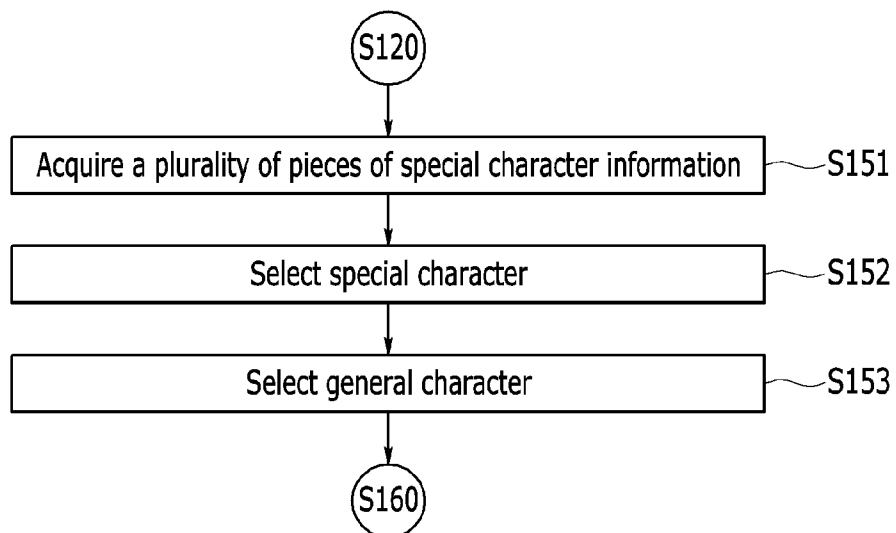 S120
Acquire a plurality of pieces of special character information
S151
Select special character
S152
Select general character
S153
S160